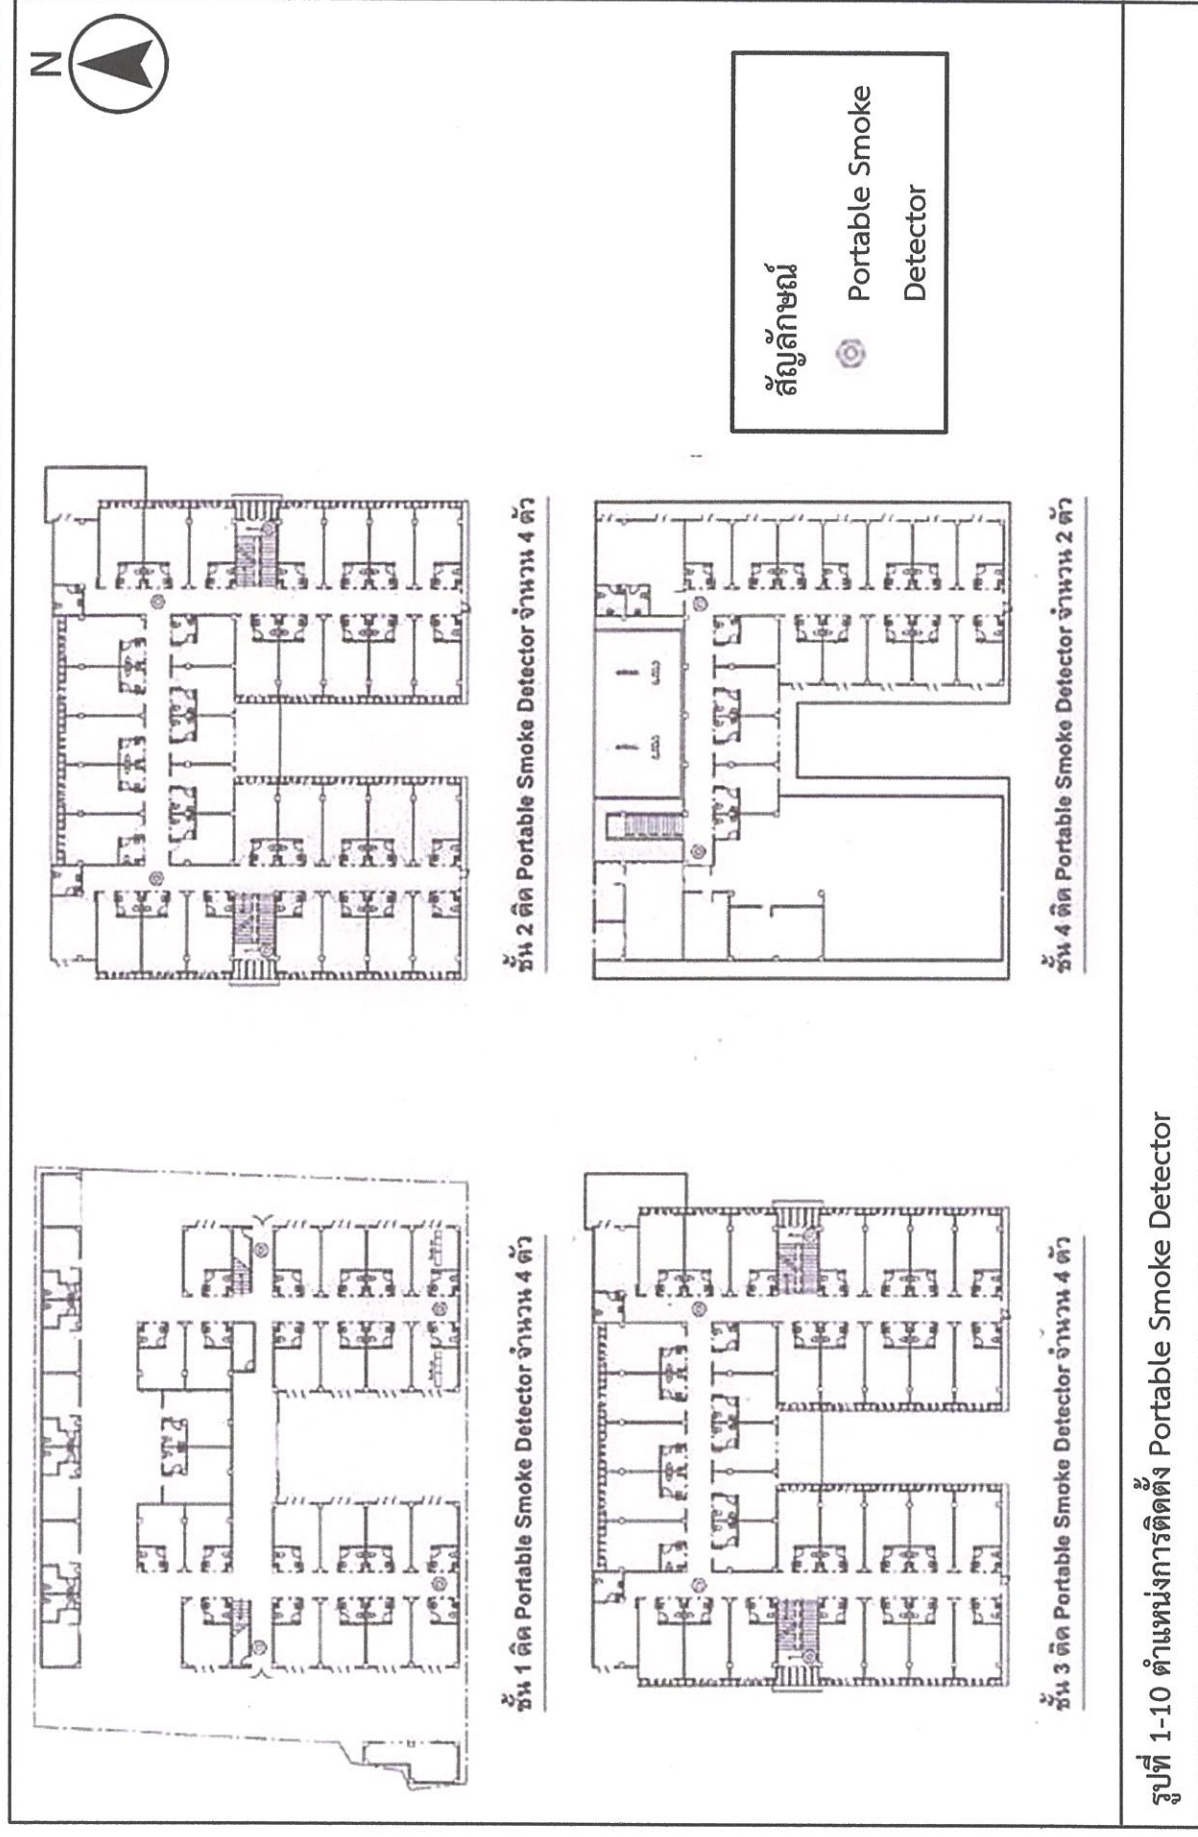 N
ชั้น 1 ติด Portable Smoke Detector จำนวน 4 ตัว
ชั้น 2 ติด Portable Smoke Detector จำนวน 4 ตัว
ชั้น 3 ติด Portable Smoke Detector จำนวน 4 ตัว
ชั้น 4 ติด Portable Smoke Detector จำนวน 2 ตัว
สัญลักษณ์
Portable Smoke
Detector
รูปที่ 1-10 ตำแหน่งการติดตั้ง Portable Smoke Detector